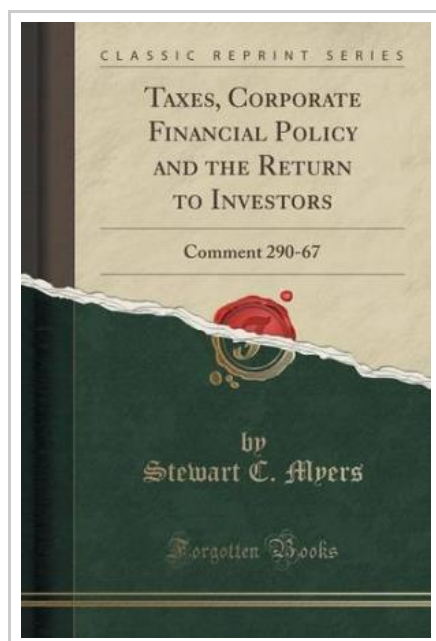 CLASSIC REPRINT SERIES
TAXES, CORPORATE
FINANCIAL POLICY
AND THE RETURN
TO INVESTORS
Comment 290-67
by
Stewart C. Myers
Forgotten Books